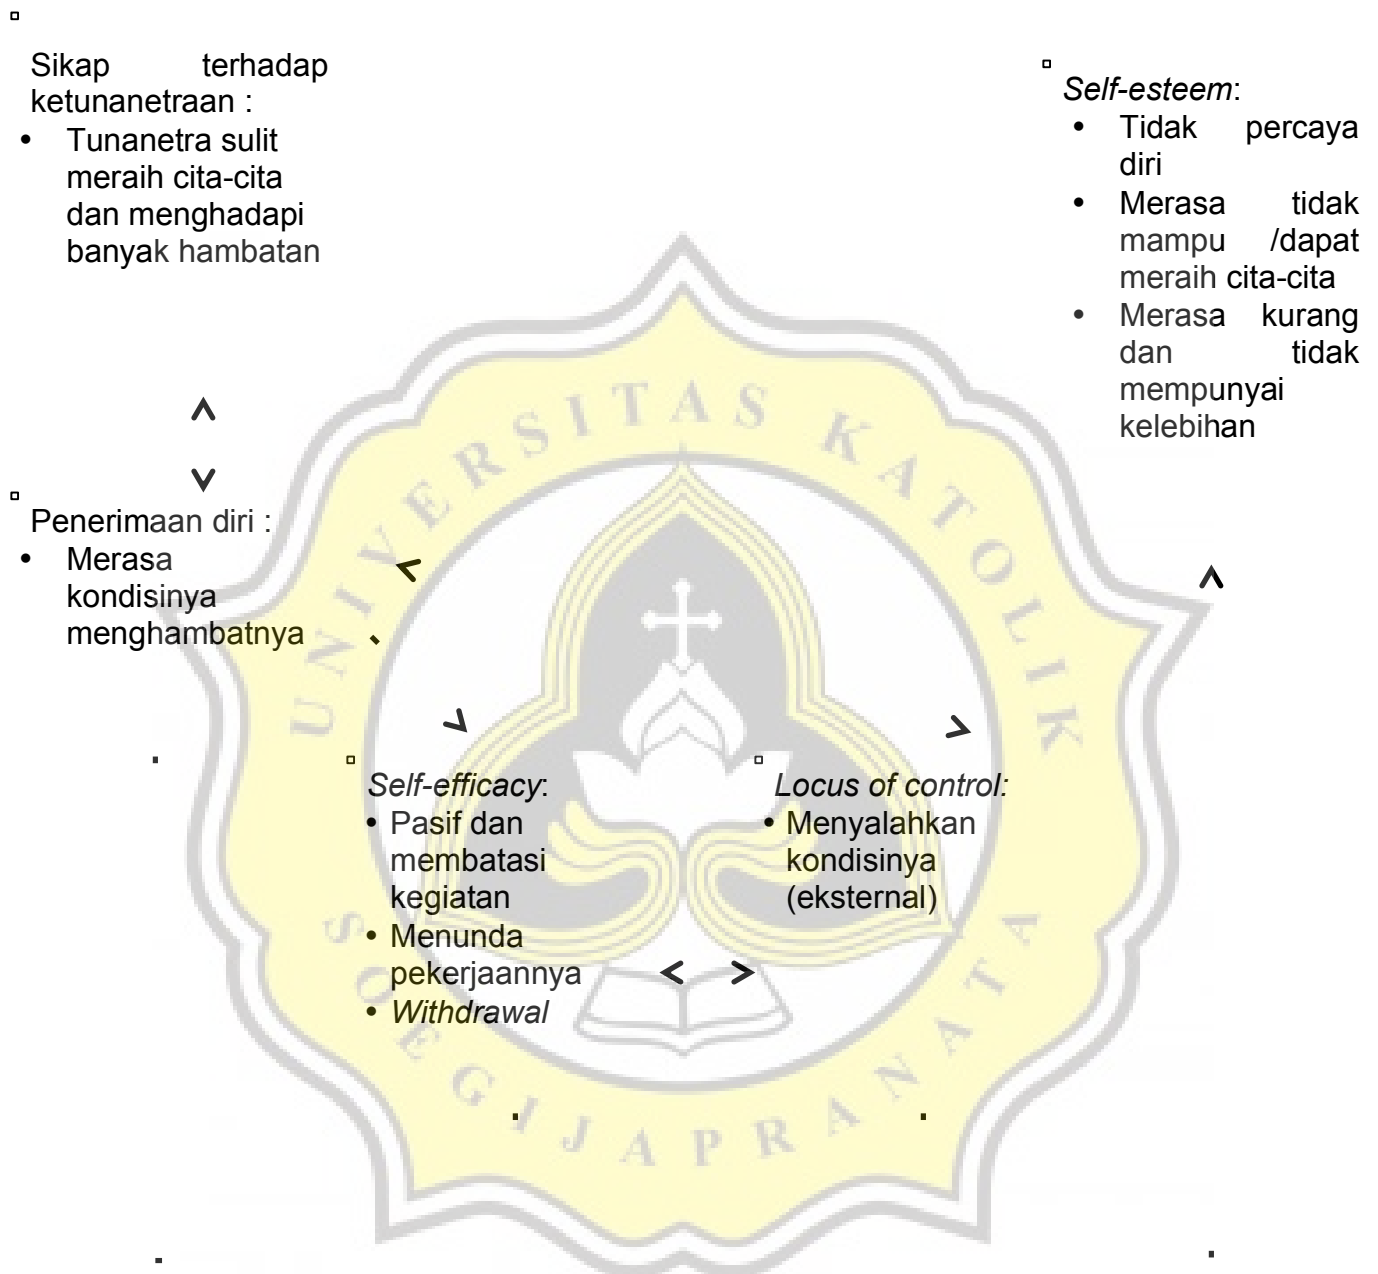 Sikap terhadap
ketunanetraan :
• Tunanetra sulit
meraih cita-cita
dan menghadapi
banyak hambatan
Self-esteem:
• Tidak percaya
diri
• Merasa tidak
mampu /dapat
meraih cita-cita
• Merasa kurang
dan tidak
mempunyai
kelebihan
Penerimaan diri :
• Merasa
kondisinya
menghambatnya
Self-efficacy:
• Pasif dan
membatasi
kegiatan
• Menunda
pekerjaannya
• Withdrawal
Locus of control:
• Menyalahkan
kondisinya
(eksternal)
UNIVERSITAS KATOLIK
SOEGIJAPRANATA